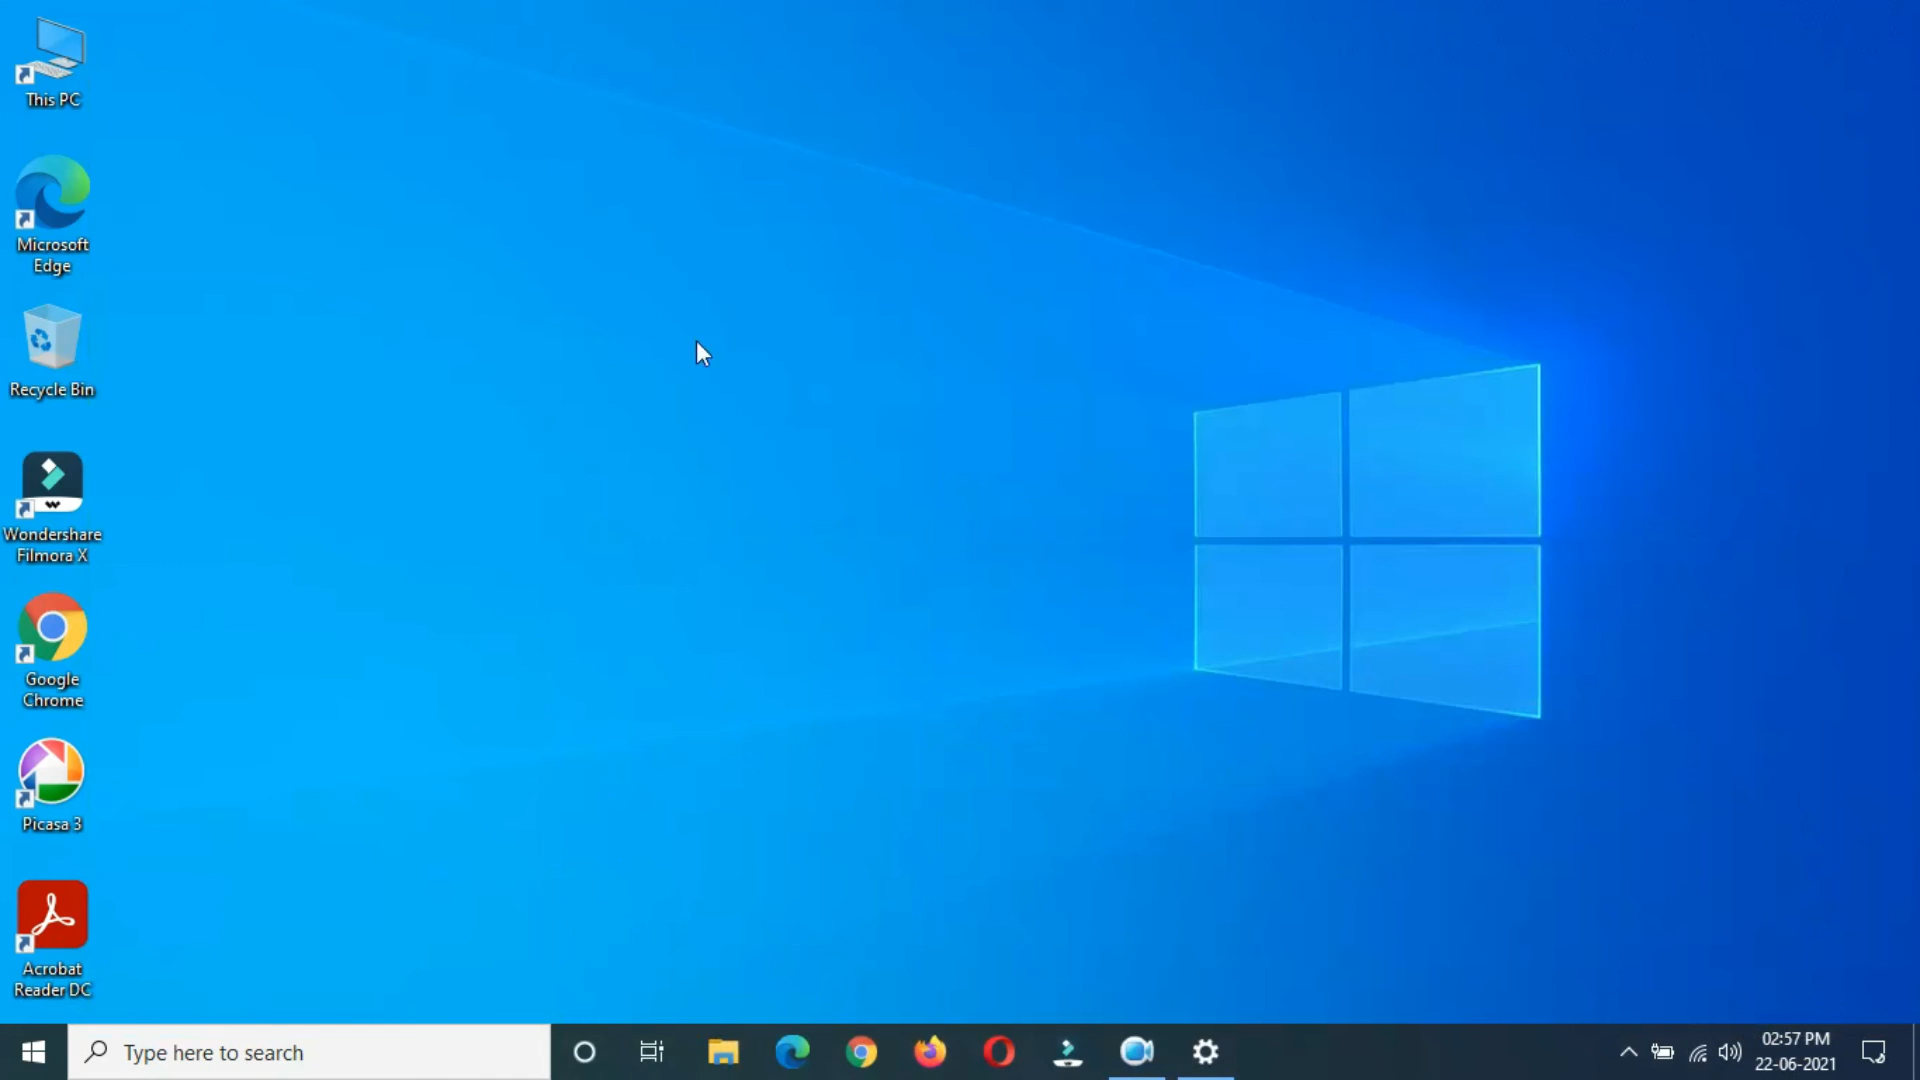 This PC
Microsoft
Edge
Recycle Bin
Wondershare
Filmora X
Google
Chrome
Picasa 3
Acrobat
Reader DC
Type here to search
02:57 PM
22-06-2021